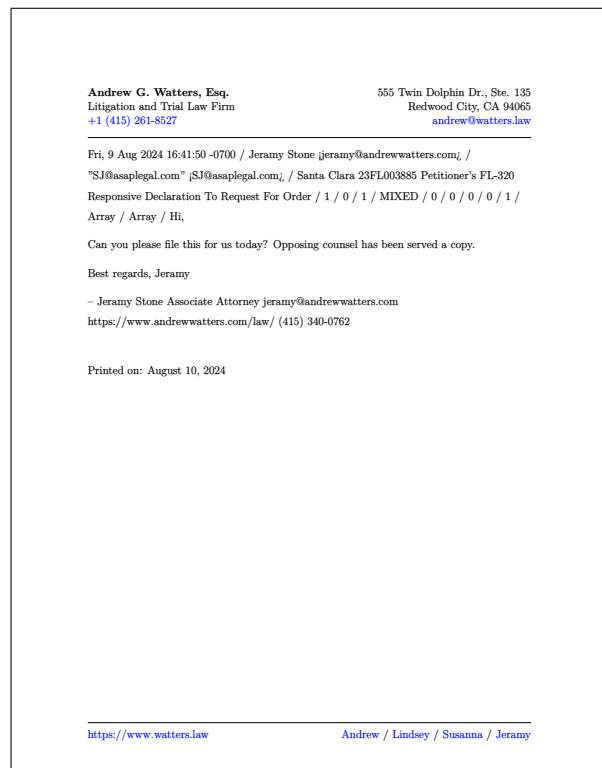 Andrew G. Watters, Esq.
Litigation and Trial Law Firm
+1 (415) 261-8527
555 Twin Dolphin Dr., Ste. 135
Redwood City, CA 94065
andrew@watters.law
Fri, 9 Aug 2024 16:41:50 -0700 / Jeramy Stone ¡jeramy@andrewwatters.com¿ /
”SJ@asaplegal.com” ¡SJ@asaplegal.com¿ / Santa Clara 23FL003885 Petitioner’s FL-320
Responsive Declaration To Request For Order / 1 / 0 / 1 / MIXED / 0 / 0 / 0 / 0 / 1 /
Array / Array / Hi,
Can you please file this for us today? Opposing counsel has been served a copy.
Best regards, Jeramy
– Jeramy Stone Associate Attorney jeramy@andrewwatters.com
https://www.andrewwatters.com/law/ (415) 340-0762
Printed on: August 10, 2024
https://www.watters.law
Andrew / Lindsey / Susanna / Jeramy